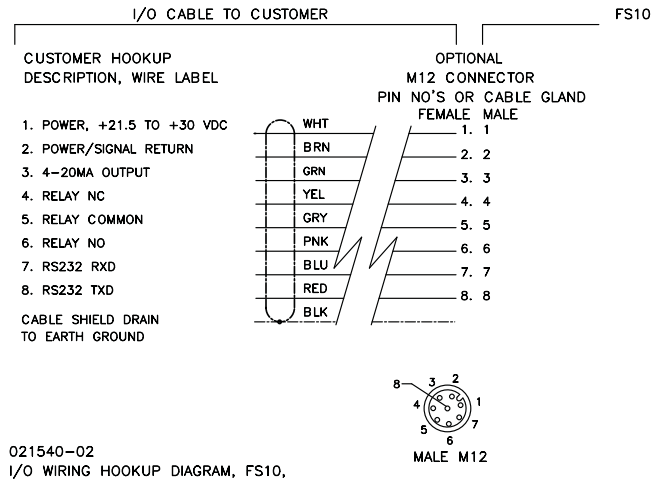 I/O CABLE TO CUSTOMER
FS10
CUSTOMER HOOKUP
DESCRIPTION, WIRE LABEL
OPTIONAL
M12 CONNECTOR
PIN NO'S OR CABLE GLAND
FEMALE MALE
1. POWER, +21.5 TO +30 VDC WHT 1. 1
2. POWER/SIGNAL RETURN BRN 2. 2
3. 4-20MA OUTPUT GRN 3. 3
4. RELAY NC YEL 4. 4
5. RELAY COMMON GRY 5. 5
6. RELAY NO PNK 6. 6
7. RS232 RXD BLU 7. 7
8. RS232 TXD RED 8. 8
BLK
CABLE SHIELD DRAIN
TO EARTH GROUND
8 3 2
4 1
5 7
6
MALE M12
021540-02
I/O WIRING HOOKUP DIAGRAM, FS10,